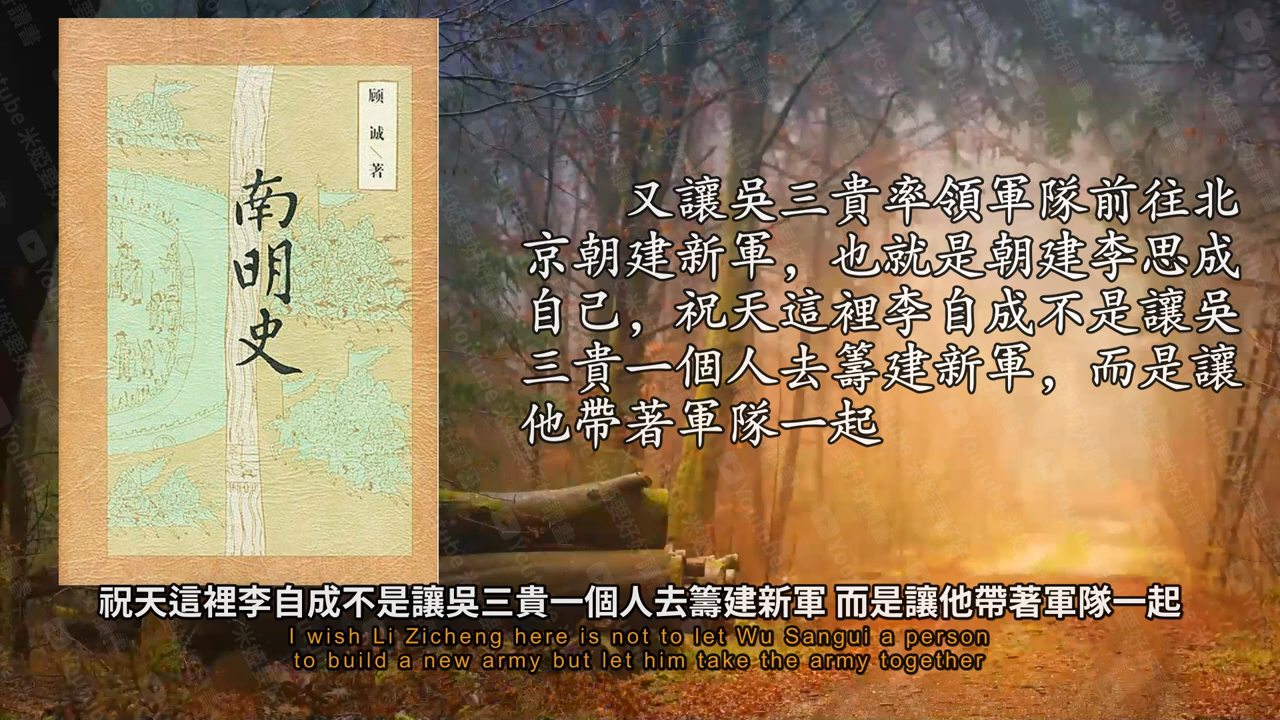 顾诚／著
南明史
又讓吳三貴率領軍隊前往北
京朝建新軍，也就是朝建李思成
自己，祝天這裡李自成不是讓吳
三貴一個人去籌建新軍，而是讓
他帶著軍隊一起
祝天這裡李自成不是讓吳三貴一個人去籌建新軍 而是讓他帶著軍隊一起
I wish Li Zicheng here is not to let Wu Sangui a person
to build a new army but let him take the army together